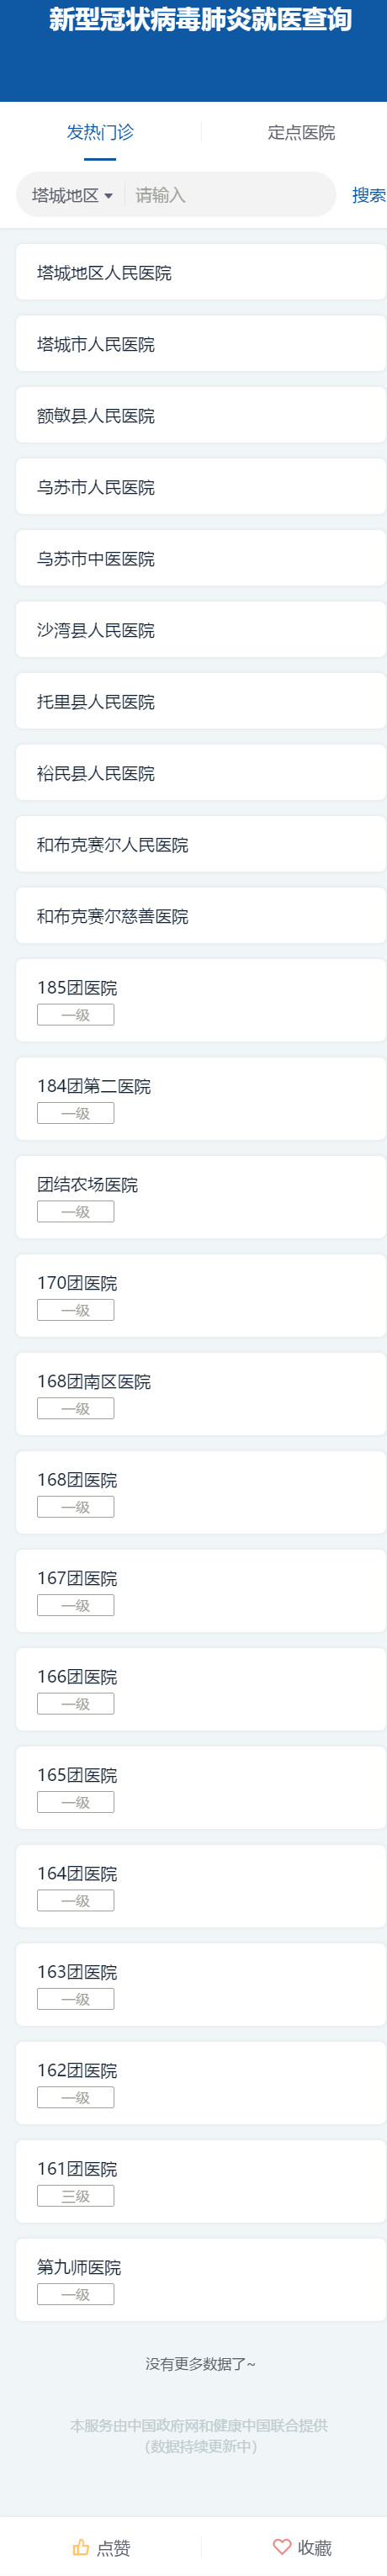 新型冠状病毒肺炎就医查询
发热门诊
定点医院
塔城地区 请输入 搜索
塔城地区人民医院
塔城市人民医院
额敏县人民医院
乌苏市人民医院
乌苏市中医医院
沙湾县人民医院
托里县人民医院
裕民县人民医院
和布克赛尔人民医院
和布克赛尔慈善医院
185团医院
一级
184团第二医院
一级
团结农场医院
一级
170团医院
一级
168团南区医院
一级
168团医院
一级
167团医院
一级
166团医院
一级
165团医院
一级
164团医院
一级
163团医院
一级
162团医院
一级
161团医院
三级
第九师医院
一级
没有更多数据了~
本服务由中国政府网和健康中国联合提供
（数据持续更新中）
点赞
收藏